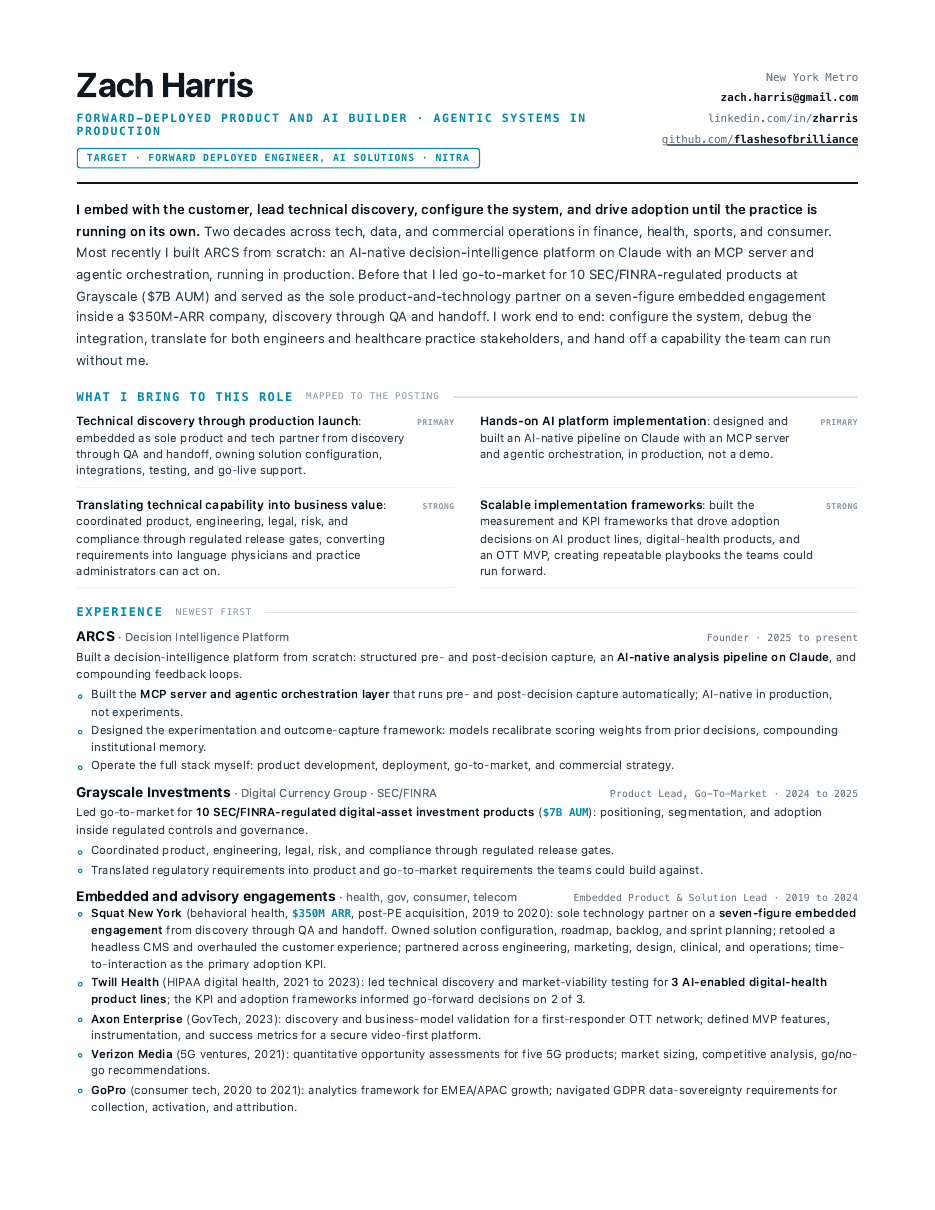 Zach Harris
New York Metro
zach.harris@gmail.com
linkedin.com/in/zharris
github.com/flashesofbrilliance
FORWARD–DEPLOYED PRODUCT AND AI BUILDER · AGENTIC SYSTEMS IN
PRODUCTION
TARGET · FORWARD DEPLOYED ENGINEER, AI SOLUTIONS · NITRA
I embed with the customer, lead technical discovery, configure the system, and drive adoption until the practice is
running on its own. Two decades across tech, data, and commercial operations in finance, health, sports, and consumer.
Most recently I built ARCS from scratch: an AI-native decision-intelligence platform on Claude with an MCP server and
agentic orchestration, running in production. Before that I led go-to-market for 10 SEC/FINRA-regulated products at
Grayscale ($7B AUM) and served as the sole product-and-technology partner on a seven-figure embedded engagement
inside a $350M-ARR company, discovery through QA and handoff. I work end to end: configure the system, debug the
integration, translate for both engineers and healthcare practice stakeholders, and hand off a capability the team can run
without me.
WHAT I BRING TO THIS ROLE MAPPED TO THE POSTING
Technical discovery through production launch: PRIMARY
embedded as sole product and tech partner from discovery
through QA and handoff, owning solution configuration,
integrations, testing, and go-live support.
Hands-on AI platform implementation: designed and PRIMARY
built an AI-native pipeline on Claude with an MCP server
and agentic orchestration, in production, not a demo.
Translating technical capability into business value: STRONG
coordinated product, engineering, legal, risk, and
compliance through regulated release gates, converting
requirements into language physicians and practice
administrators can act on.
Scalable implementation frameworks: built the STRONG
measurement and KPI frameworks that drove adoption
decisions on AI product lines, digital-health products, and
an OTT MVP, creating repeatable playbooks the teams could
run forward.
EXPERIENCE NEWEST FIRST
ARCS · Decision Intelligence Platform Founder · 2025 to present
Built a decision-intelligence platform from scratch: structured pre- and post-decision capture, an AI-native analysis pipeline on Claude, and
compounding feedback loops.
Built the MCP server and agentic orchestration layer that runs pre- and post-decision capture automatically; AI-native in production,
not experiments.
Designed the experimentation and outcome-capture framework: models recalibrate scoring weights from prior decisions, compounding
institutional memory.
Operate the full stack myself: product development, deployment, go-to-market, and commercial strategy.
Grayscale Investments · Digital Currency Group · SEC/FINRA Product Lead, Go-To-Market · 2024 to 2025
Led go-to-market for 10 SEC/FINRA-regulated digital-asset investment products ($7B AUM): positioning, segmentation, and adoption
inside regulated controls and governance.
Coordinated product, engineering, legal, risk, and compliance through regulated release gates.
Translated regulatory requirements into product and go-to-market requirements the teams could build against.
Embedded and advisory engagements · health, gov, consumer, telecom Embedded Product & Solution Lead · 2019 to 2024
Squat New York (behavioral health, $350M ARR, post-PE acquisition, 2019 to 2020): sole technology partner on a seven-figure embedded
engagement from discovery through QA and handoff. Owned solution configuration, roadmap, backlog, and sprint planning; retooled a
headless CMS and overhauled the customer experience; partnered across engineering, marketing, design, clinical, and operations; time-
to-interaction as the primary adoption KPI.
Twill Health (HIPAA digital health, 2021 to 2023): led technical discovery and market-viability testing for 3 AI-enabled digital-health
product lines; the KPI and adoption frameworks informed go-forward decisions on 2 of 3.
Axon Enterprise (GovTech, 2023): discovery and business-model validation for a first-responder OTT network; defined MVP features,
instrumentation, and success metrics for a secure video-first platform.
Verizon Media (5G ventures, 2021): quantitative opportunity assessments for five 5G products; market sizing, competitive analysis, go/no-
go recommendations.
GoPro (consumer tech, 2020 to 2021): analytics framework for EMEA/APAC growth; navigated GDPR data-sovereignty requirements for
collection, activation, and attribution.